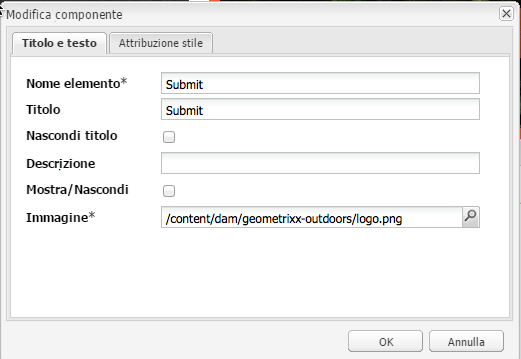 Modifica componente
Titolo e testo
Attribuzione stile
Nome elemento*
Submit
Titolo
Submit
Nascondi titolo
Descrizione
Mostra/Nascondi
Immagine*
/content/dam/geometrixx-outdoors/logo.png
OK
Annulla